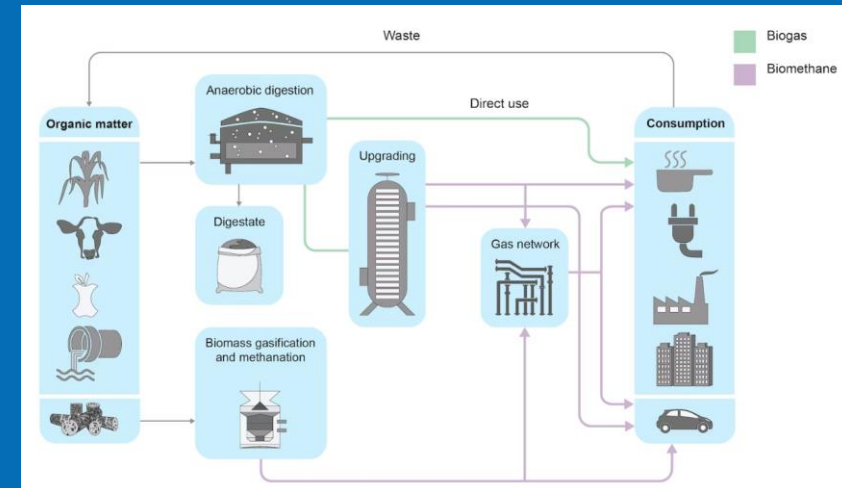 Waste
Biogas
Biomethane
Anaerobic digestion
Direct use
Organic matter
Consumption
Upgrading
Digestate
Gas network
Biomass gasification
and methanation